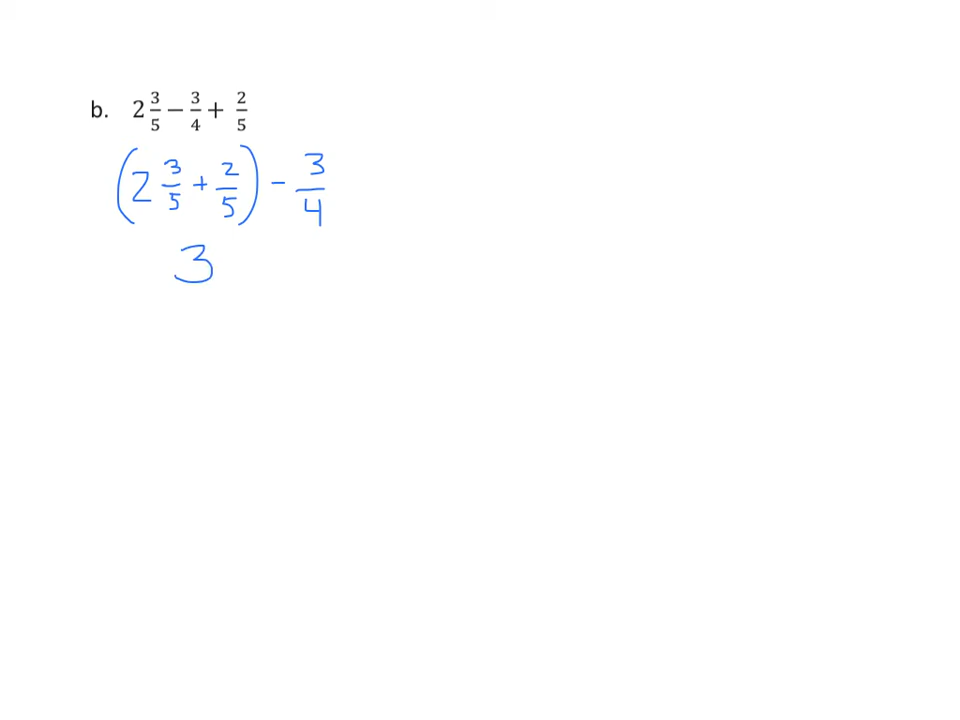 b. 2 3/5 − 3/4 + 2/5
(2 3/5 + 2/5) - 3/4
3